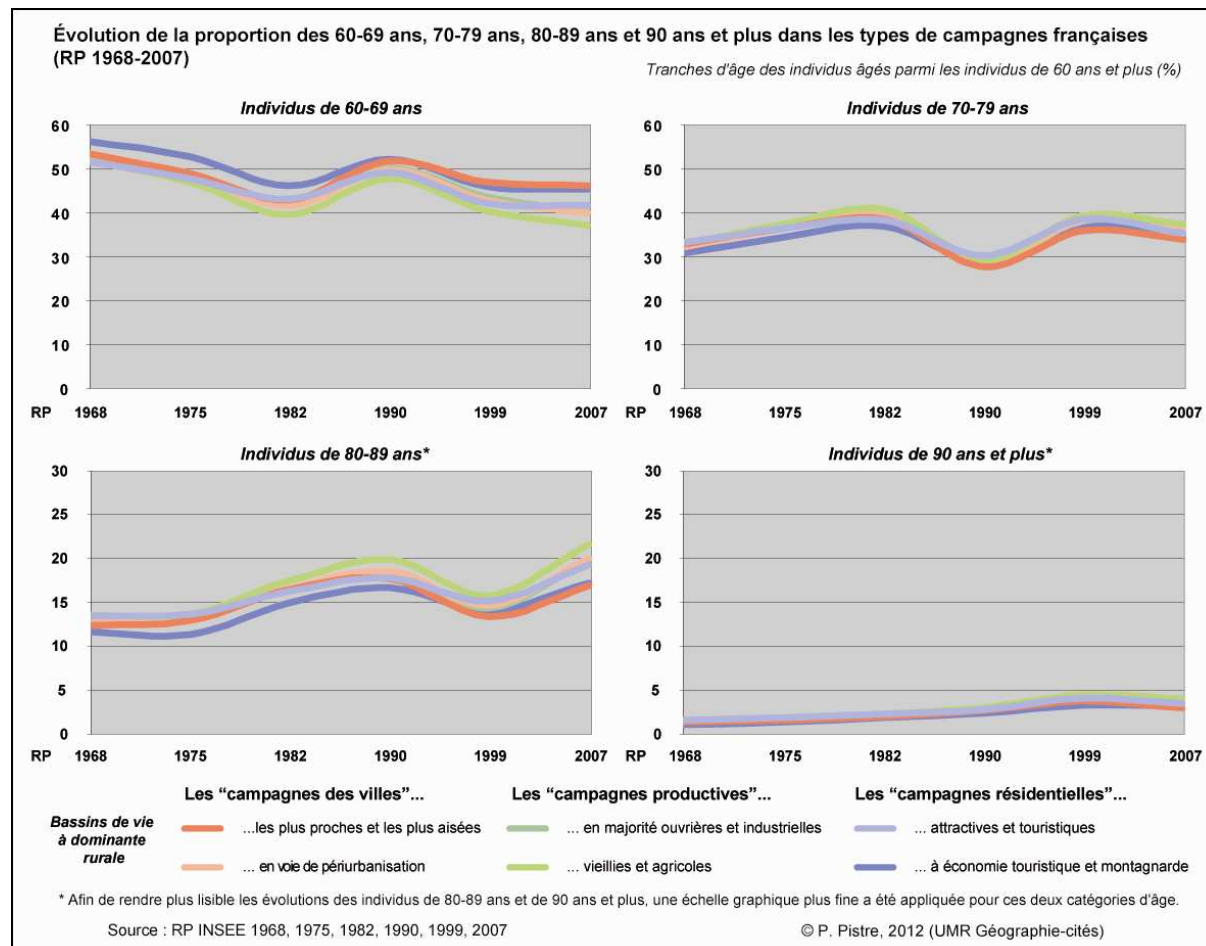 Évolution de la proportion des 60-69 ans, 70-79 ans, 80-89 ans et 90 ans et plus dans les types de campagnes françaises
(RP 1968-2007)
Tranches d'âge des individus âgés parmi les individus de 60 ans et plus (%)
Individus de 60-69 ans
60
50
40
30
20
10
0
RP 1968 1975 1982 1990 1999 2007
Individus de 70-79 ans
60
50
40
30
20
10
0
RP 1968 1975 1982 1990 1999 2007
Individus de 80-89 ans*
30
25
20
15
10
5
0
RP 1968 1975 1982 1990 1999 2007
Individus de 90 ans et plus*
30
25
20
15
10
5
0
RP 1968 1975 1982 1990 1999 2007
Bassins de vie
à dominante
rurale
Les "campagnes des villes"...
...les plus proches et les plus aisées
... en voie de périurbanisation
Les "campagnes productives"...
... en majorité ouvrières et industrielles
... vieillies et agricoles
Les "campagnes résidentielles"...
... attractives et touristiques
... à économie touristique et montagnarde
* Afin de rendre plus lisible les évolutions des individus de 80-89 ans et de 90 ans et plus, une échelle graphique plus fine a été appliquée pour ces deux catégories d'âge.
Source : RP INSEE 1968, 1975, 1982, 1990, 1999, 2007
© P. Pistre, 2012 (UMR Géographie-cités)